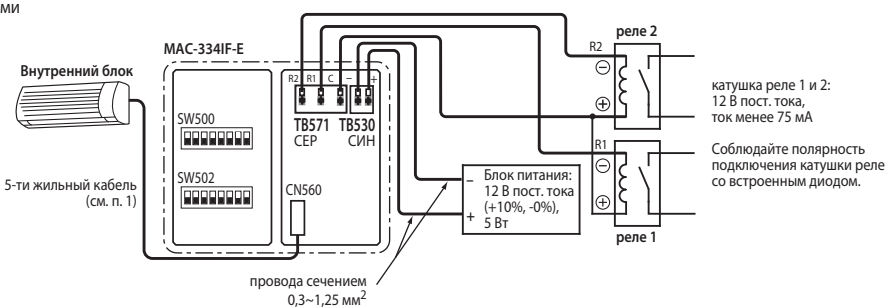 ми
MAC-334IF-E
Внутренний блок
5-ти жильный кабель
(см. п. 1)
SW500
SW502
R2 R1 C − +
TB571 TB530
СЕР СИН
CN560
Блок питания:
12 В пост. тока
(+10%, -0%),
5 Вт
−
+
провода сечением
0,3~1,25 мм²
реле 2
R2
−
+
R1
−
+
реле 1
катушка реле 1 и 2:
12 В пост. тока,
ток менее 75 мА
Соблюдайте полярность
подключения катушки реле
со встроенным диодом.